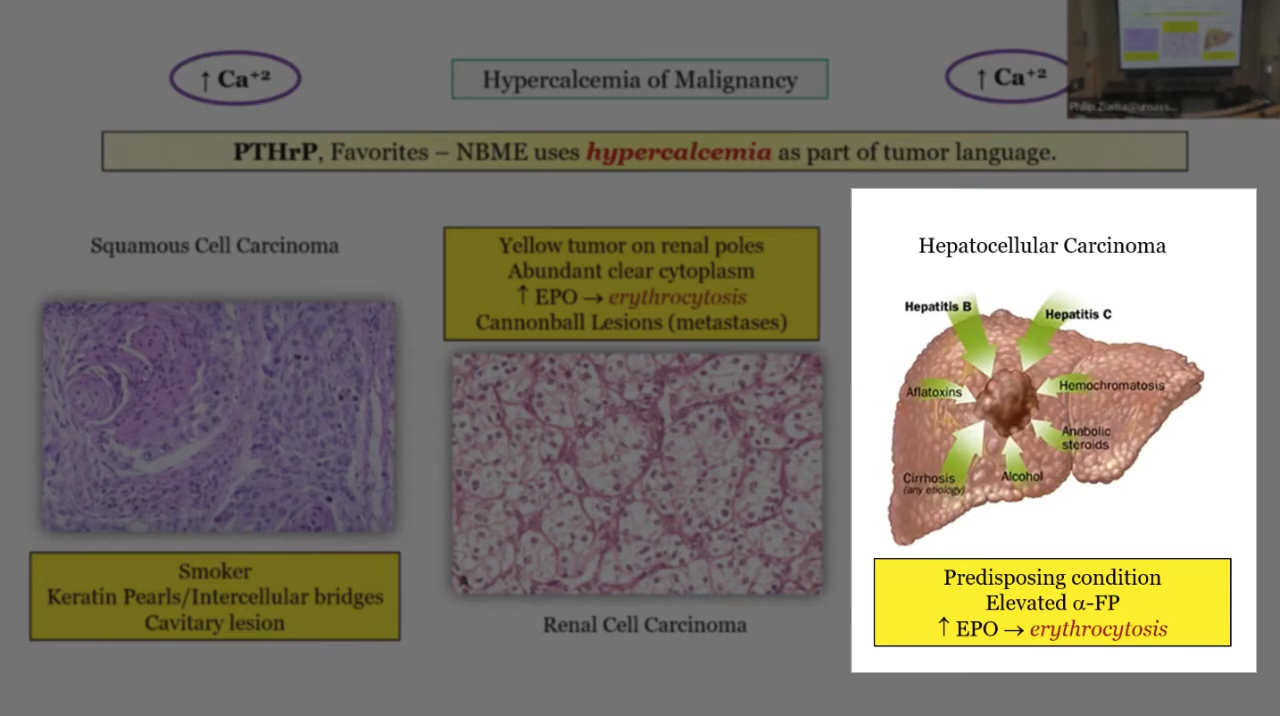 ↑ Ca⁺²
Hypercalcemia of Malignancy
↑ Ca⁺²
PTHrP, Favorites – NBME uses hypercalcemia as part of tumor language.
Squamous Cell Carcinoma
Smoker
Keratin Pearls/Intercellular bridges
Cavitary lesion
Yellow tumor on renal poles
Abundant clear cytoplasm
↑ EPO → erythrocytosis
Cannonball Lesions (metastases)
Renal Cell Carcinoma
Hepatocellular Carcinoma
Hepatitis B
Hepatitis C
Aflatoxins
Hemochromatosis
Anabolic
steroids
Cirrhosis
(any etiology)
Alcohol
Predisposing condition
Elevated α-FP
↑ EPO → erythrocytosis